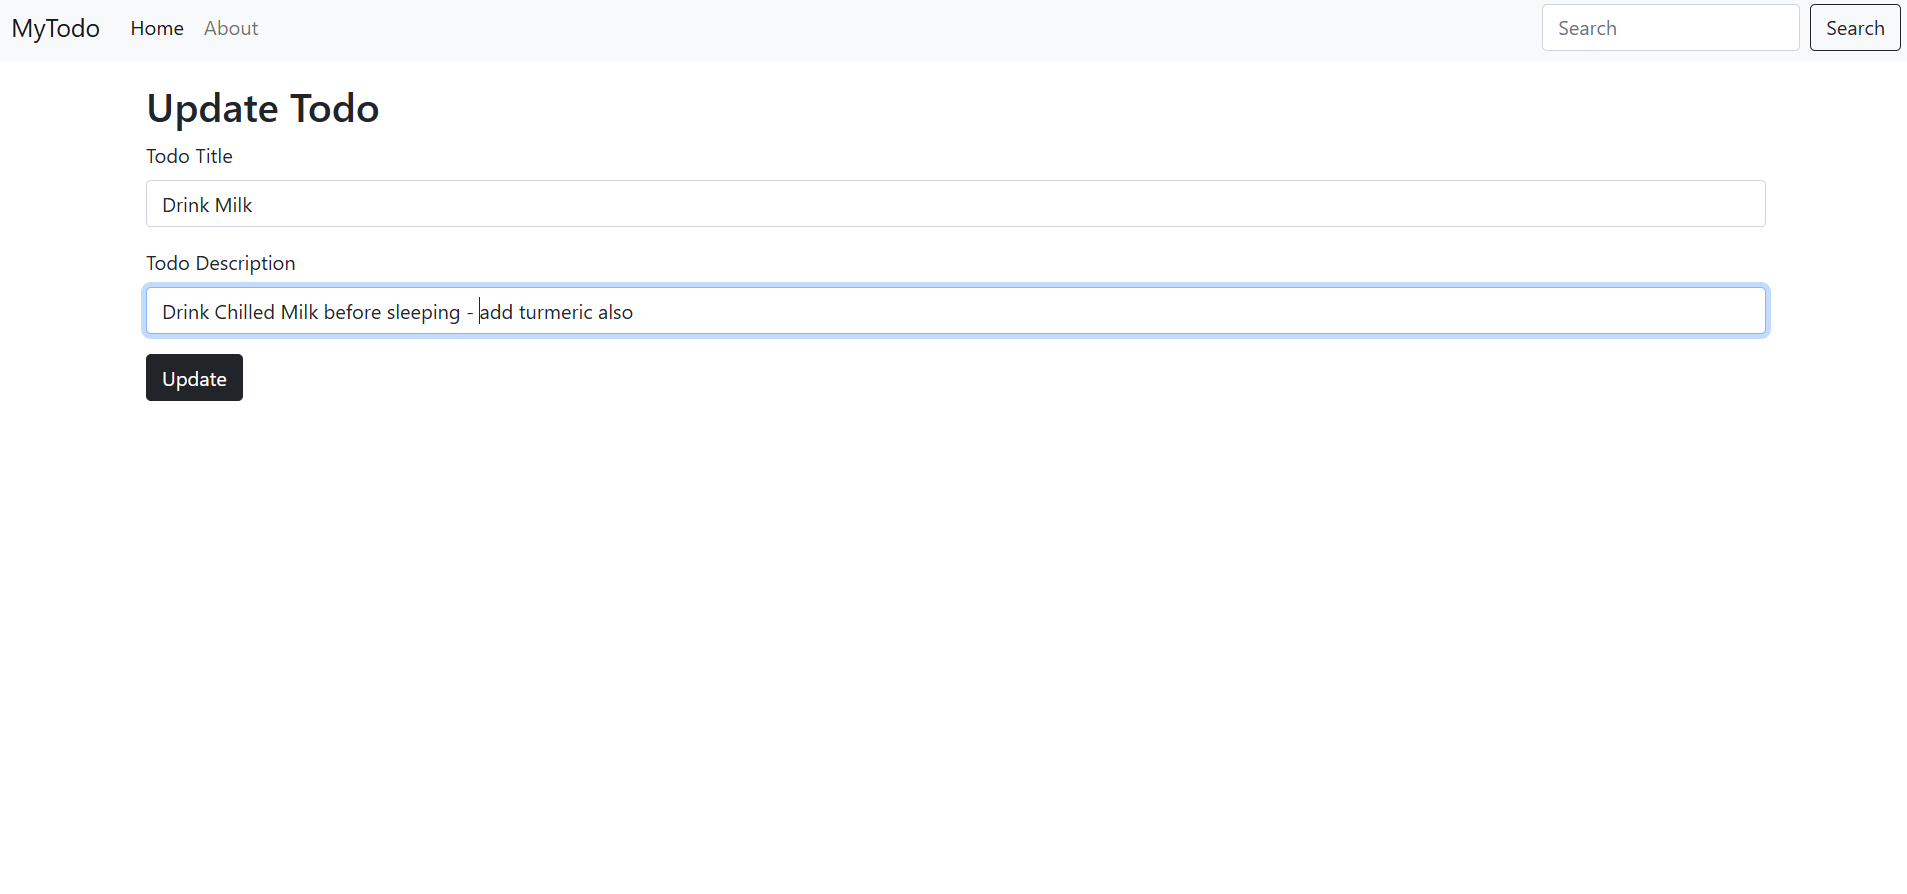 MyTodo Home About Search Search
Update Todo
Todo Title
Drink Milk
Todo Description
Drink Chilled Milk before sleeping - add turmeric also
Update